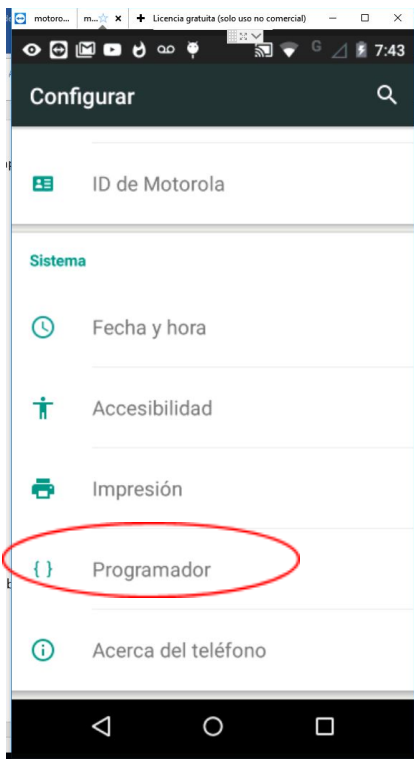 motoro... m... Licencia gratuita (solo uso no comercial)
G 7:43
Configurar
ID de Motorola
Sistema
Fecha y hora
Accesibilidad
Impresión
{ } Programador
Acerca del teléfono